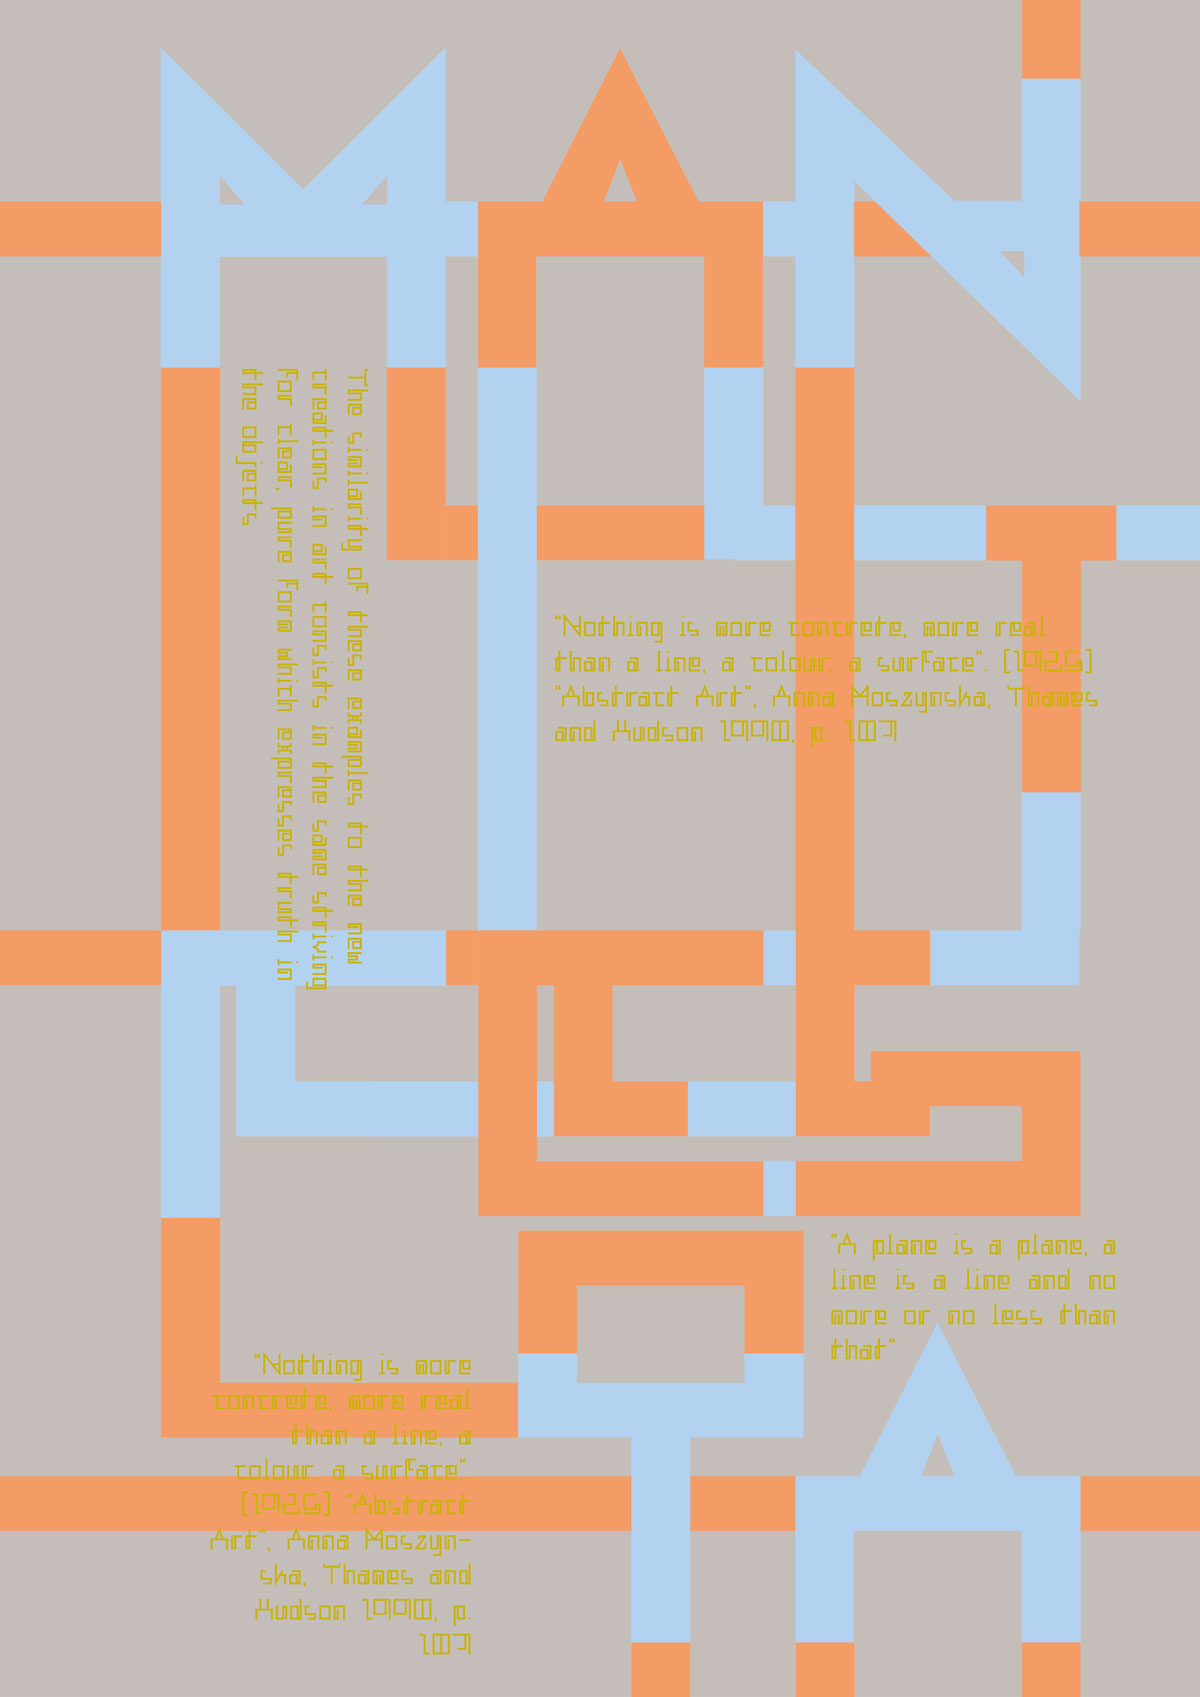 MAN
The similarity of these examples to the new
creations in art consists in the same striving
for clear, pure form which expresses truth in
the objects
"Nothing is more concrete, more real
than a line, a colour, a surface". [1925]
"Abstract Art", Anna Moszynska, Thames
and Hudson 1990, p. 107
"A plane is a plane, a
line is a line and no
more or no less than
that"
"Nothing is more
concrete, more real
than a line, a
colour, a surface".
[1925] "Abstract
Art", Anna Moszyn-
ska, Thames and
Hudson 1990, p.
107
TA